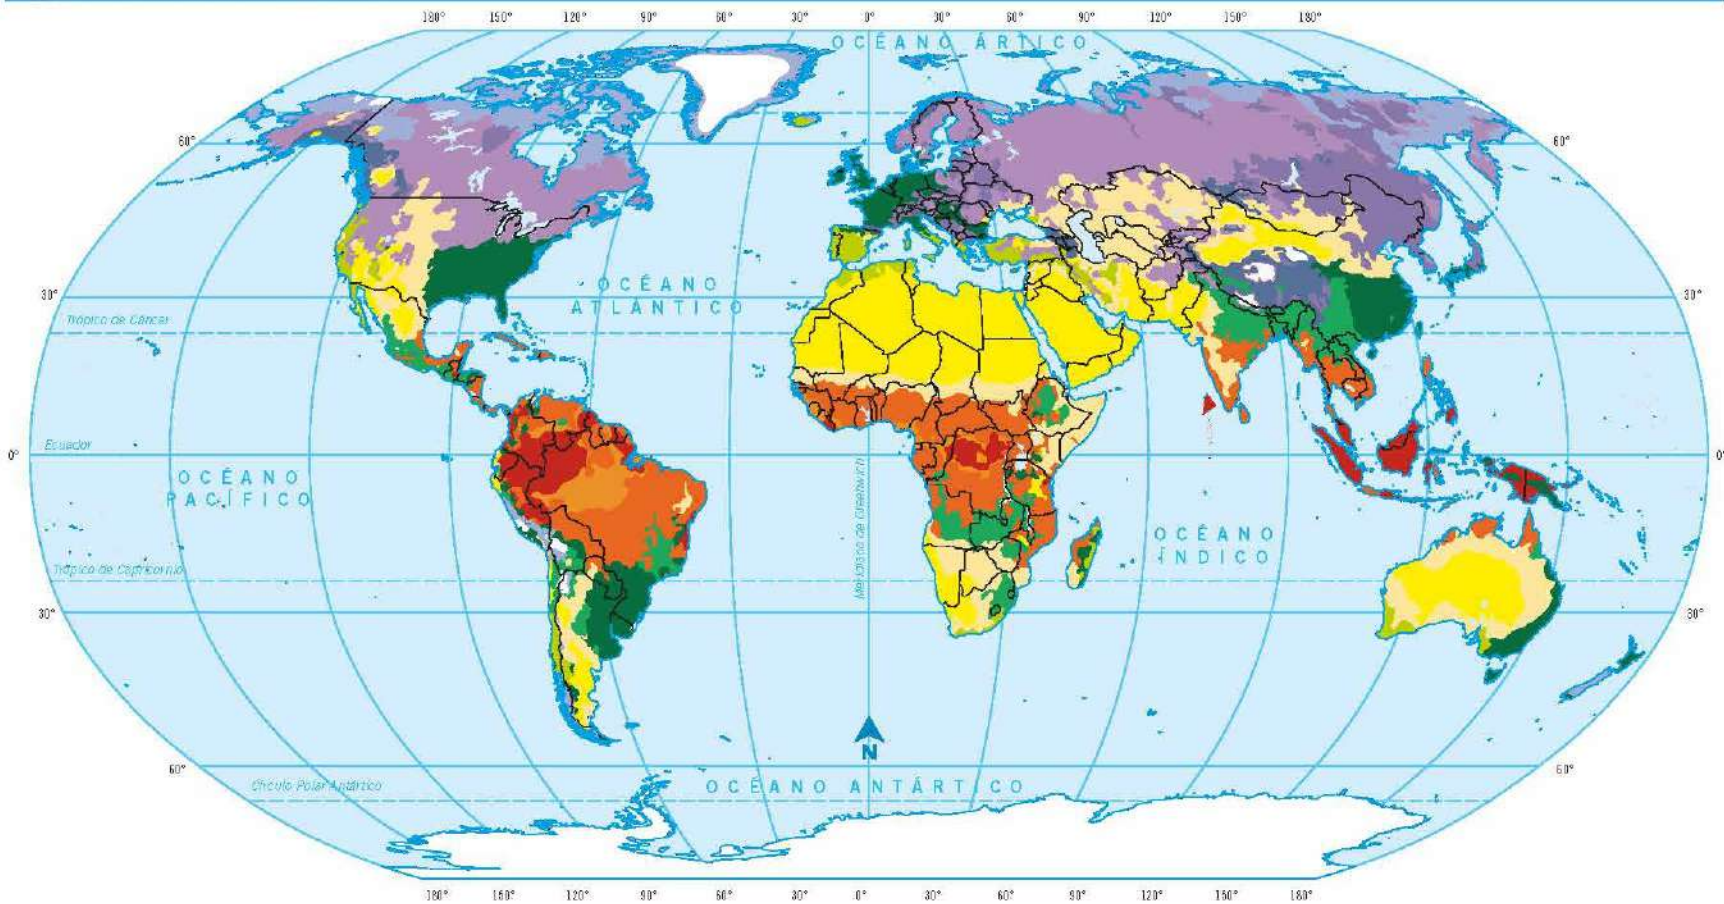 180° 150° 120° 90° 60° 30° 0° 30° 60° 90° 120° 150° 180°
OCÉANO ÁRTICO
60° 60°
OCÉANO
ATLÁNTICO
30° 30°
Trópico de Cáncer
Ecuador
0° 0°
OCÉANO
PACÍFICO
Meridiano de Greenwich
OCÉANO
ÍNDICO
Trópico de Capricornio
30° 30°
N
60° 60°
Círculo Polar Antártico
OCÉANO ANTÁRTICO
180° 150° 120° 90° 60° 30° 0° 30° 60° 90° 120° 150° 180°